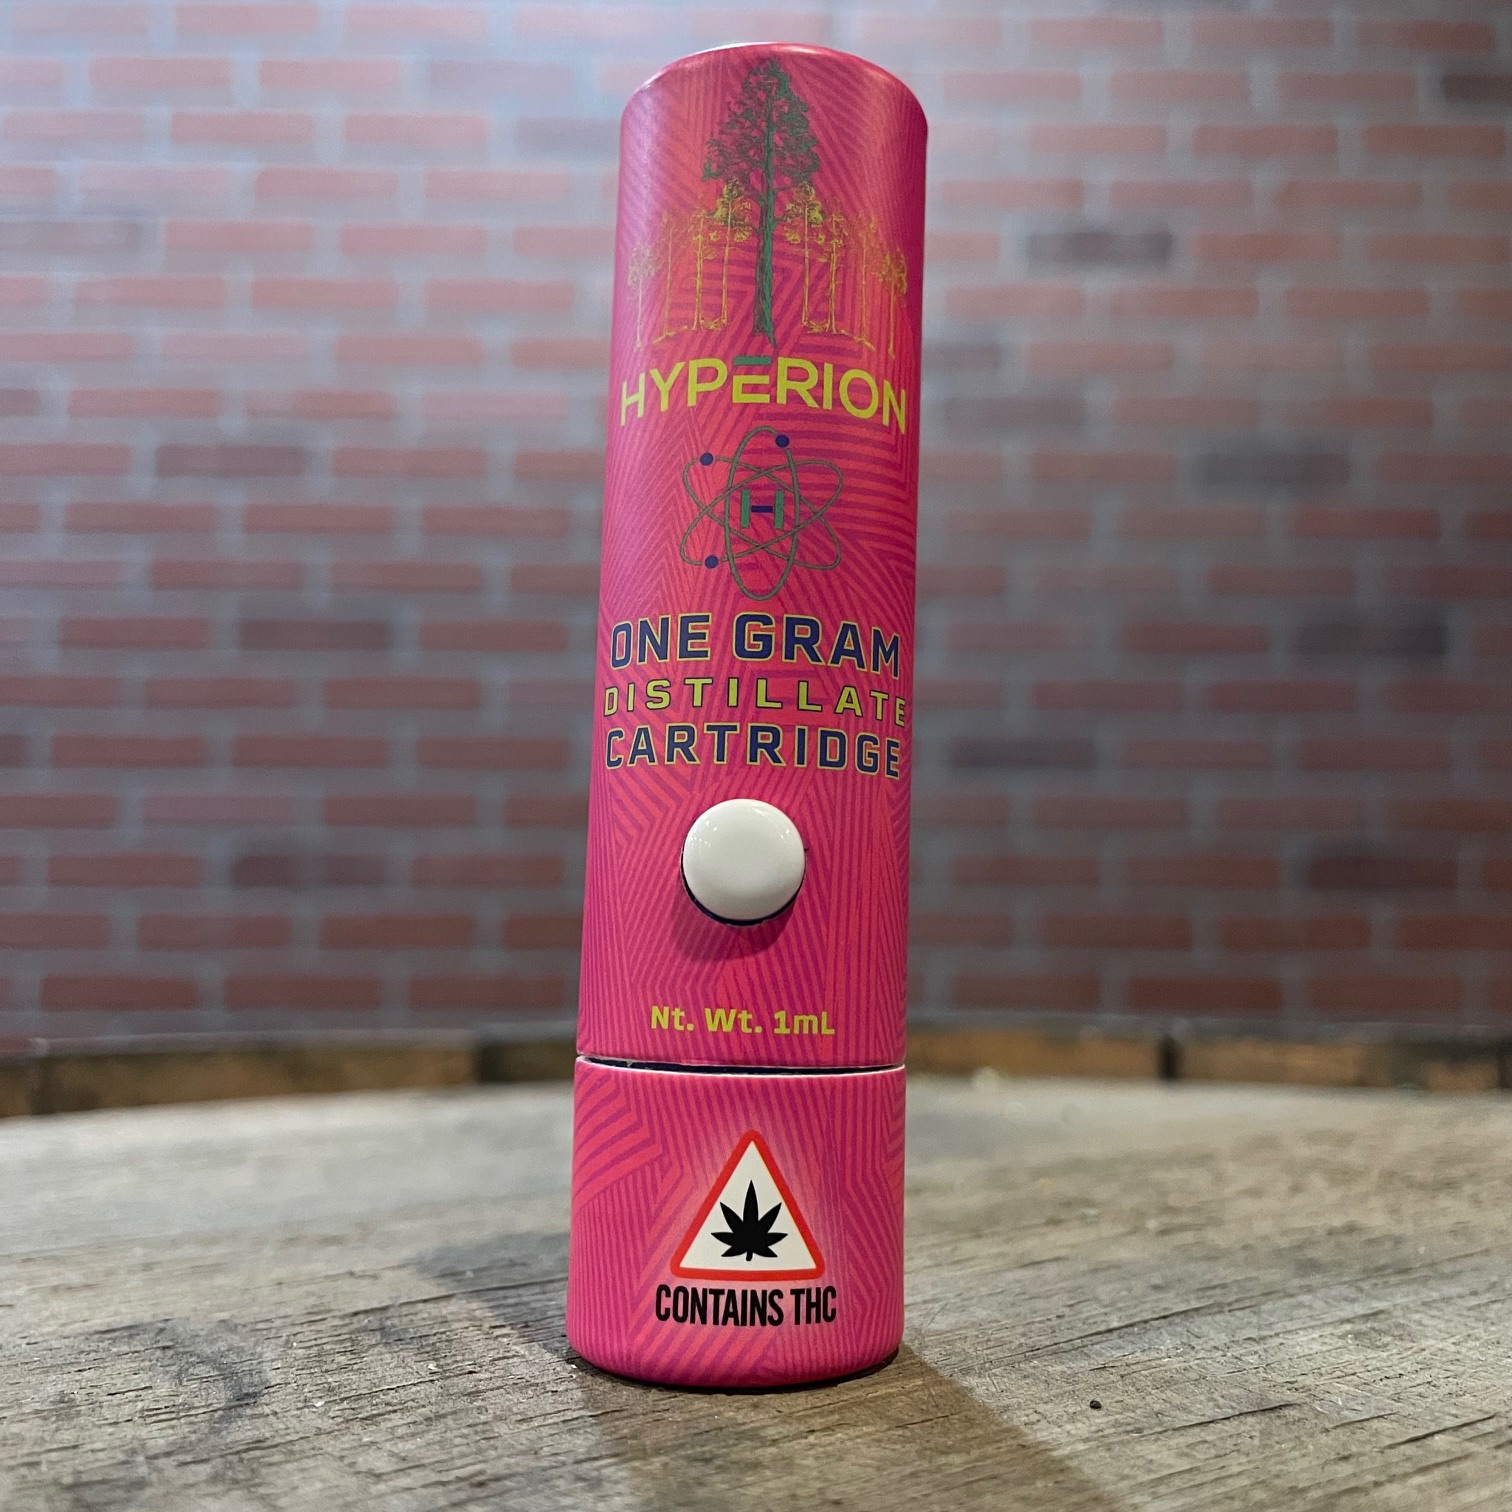 HYPERION
H
ONE GRAM
DISTILLATE
CARTRIDGE
Nt. Wt. 1mL
CONTAINS THC